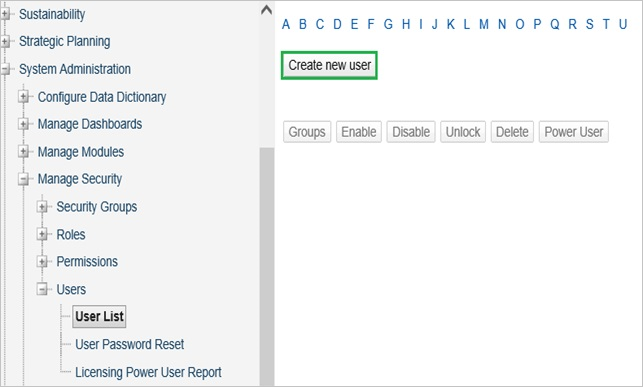 Sustainability
Strategic Planning
System Administration
Configure Data Dictionary
Manage Dashboards
Manage Modules
Manage Security
Security Groups
Roles
Permissions
Users
User List
User Password Reset
Licensing Power User Report
A B C D E F G H I J K L M N O P Q R S T U
Create new user
Groups Enable Disable Unlock Delete Power User